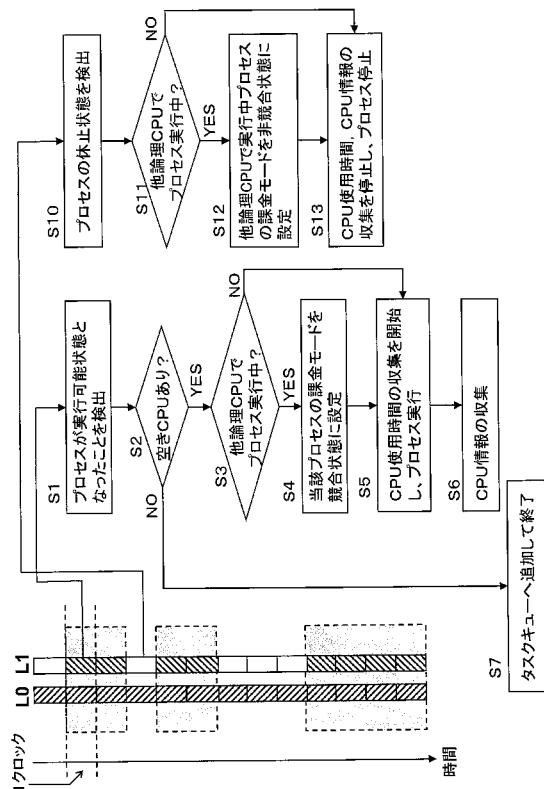 1クロック
L0
L1
時間
S1
プロセスが実行可能状態と
なったことを検出
S2
空きCPUあり?
NO
YES
S3
他論理CPUで
プロセス実行中?
NO
YES
S4
当該プロセスの課金モードを
競合状態に設定
S5
CPU使用時間の収集を開始
し、プロセス実行
S6
CPU情報の収集
S7
タスクキューへ追加して終了
S10
プロセスの休止状態を検出
S11
他論理CPUで
プロセス実行中?
NO
YES
S12
他論理CPUで実行中プロセス
の課金モードを非競合状態に
設定
S13
CPU使用時間、CPU情報の
収集を停止し、プロセス停止